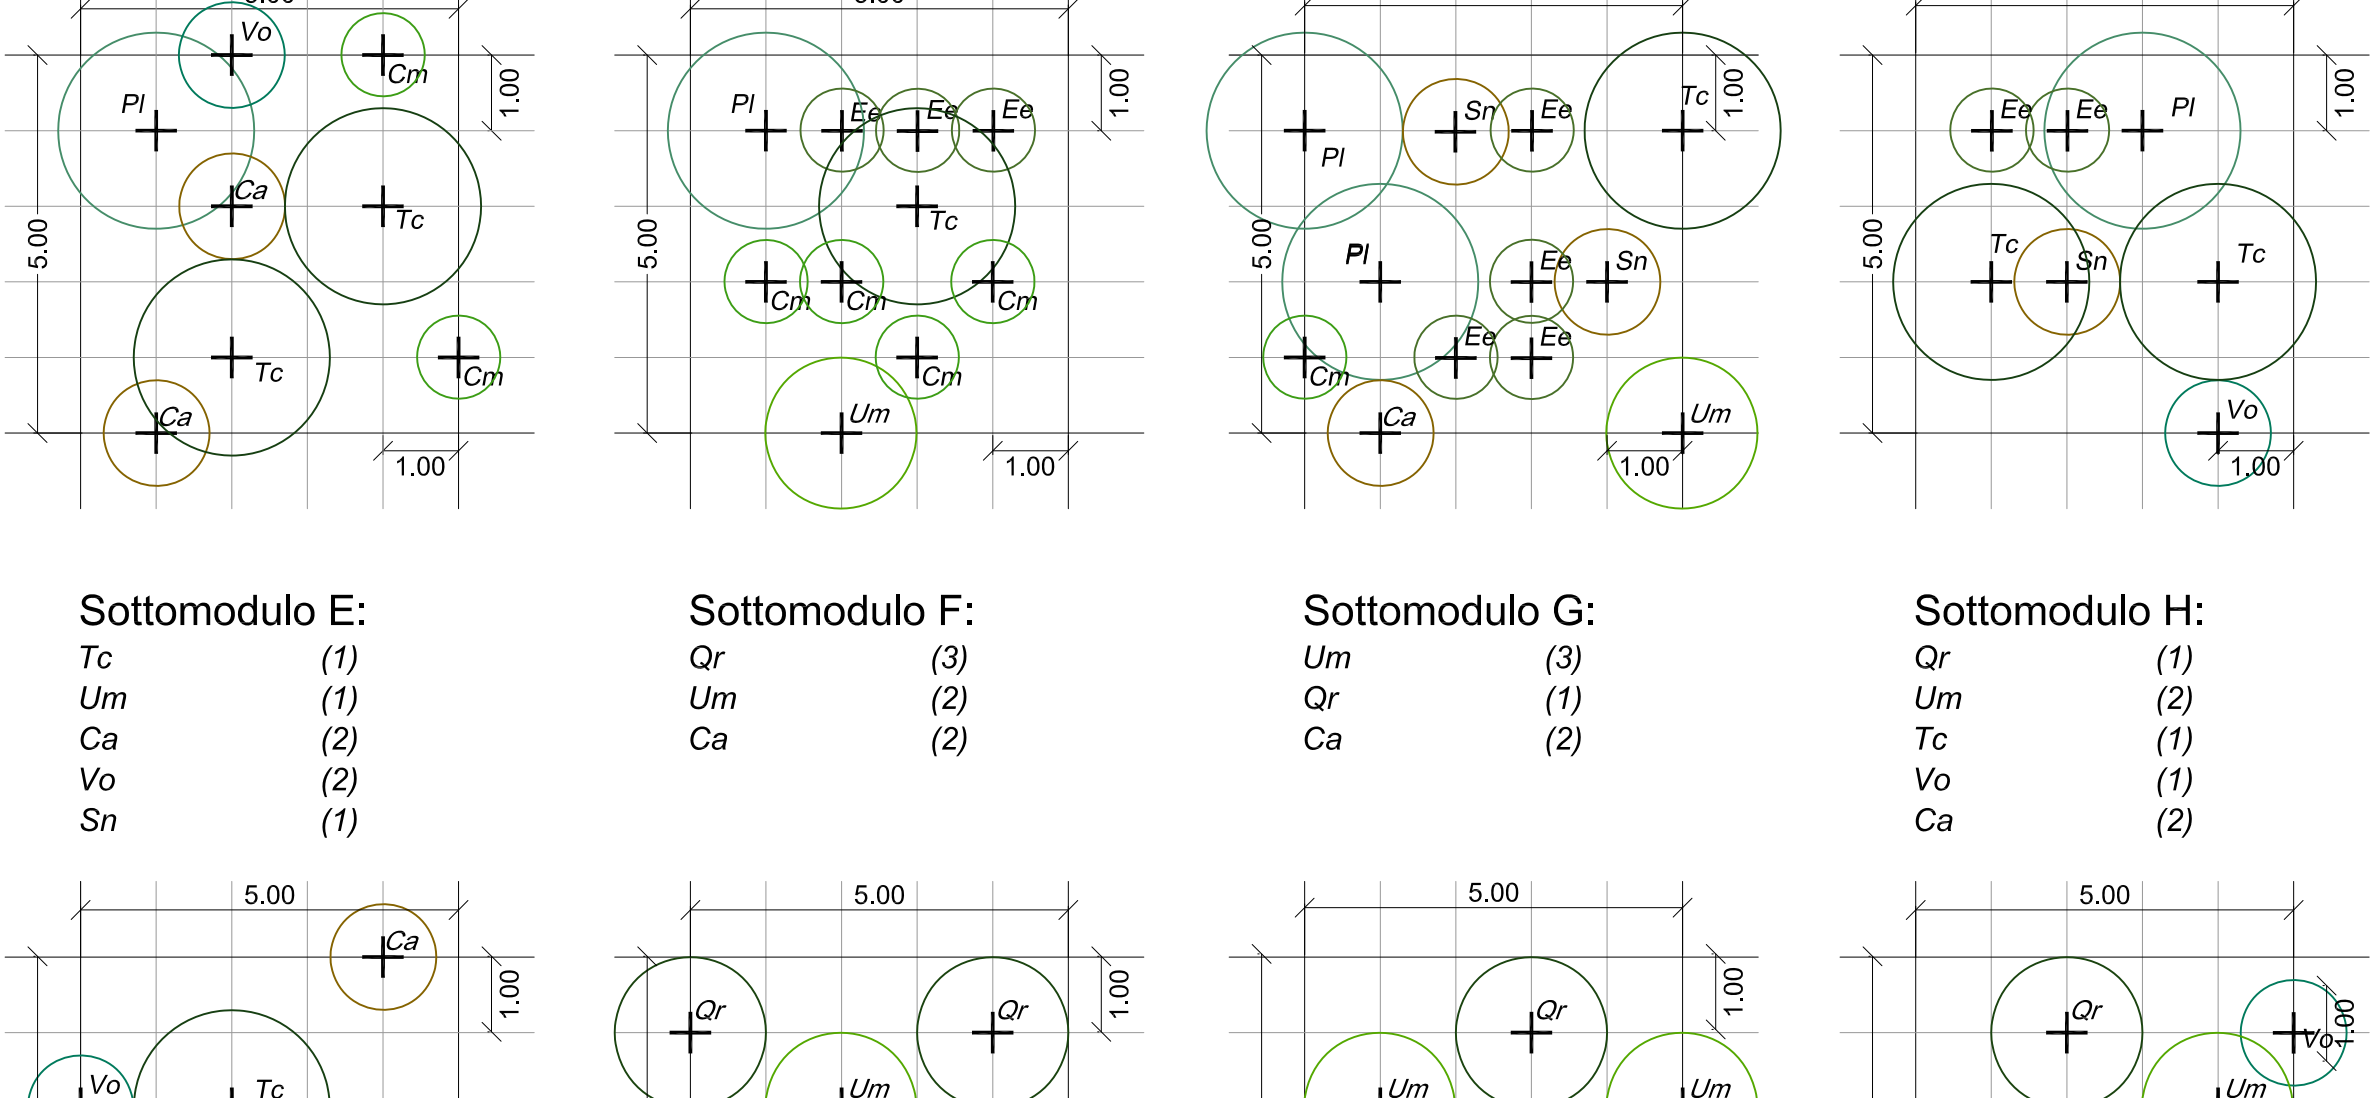 5.00
5.00
Vo
Cm
1.00
Pl
Ca
Tc
5.00
Tc
Cm
Ca
1.00
Pl
Ee
Ee
Ee
1.00
Tc
5.00
Cm
Cm
Cm
Cm
Um
1.00
Tc
1.00
Sn
Ee
Pl
5.00
Pl
Ee
Sn
Ee
Ee
Cm
Ca
Um
1.00
1.00
Ee
Ee
Pl
5.00
Tc
Sn
Tc
Vo
1.00
Sottomodulo E:
Tc (1)
Um (1)
Ca (2)
Vo (2)
Sn (1)
Sottomodulo F:
Qr (3)
Um (2)
Ca (2)
Sottomodulo G:
Um (3)
Qr (1)
Ca (2)
Sottomodulo H:
Qr (1)
Um (2)
Tc (1)
Vo (1)
Ca (2)
5.00
Ca
1.00
Vo
Tc
5.00
Qr
Qr
1.00
Um
5.00
Qr
1.00
Um
Um
5.00
Qr
Vo
1.00
Um